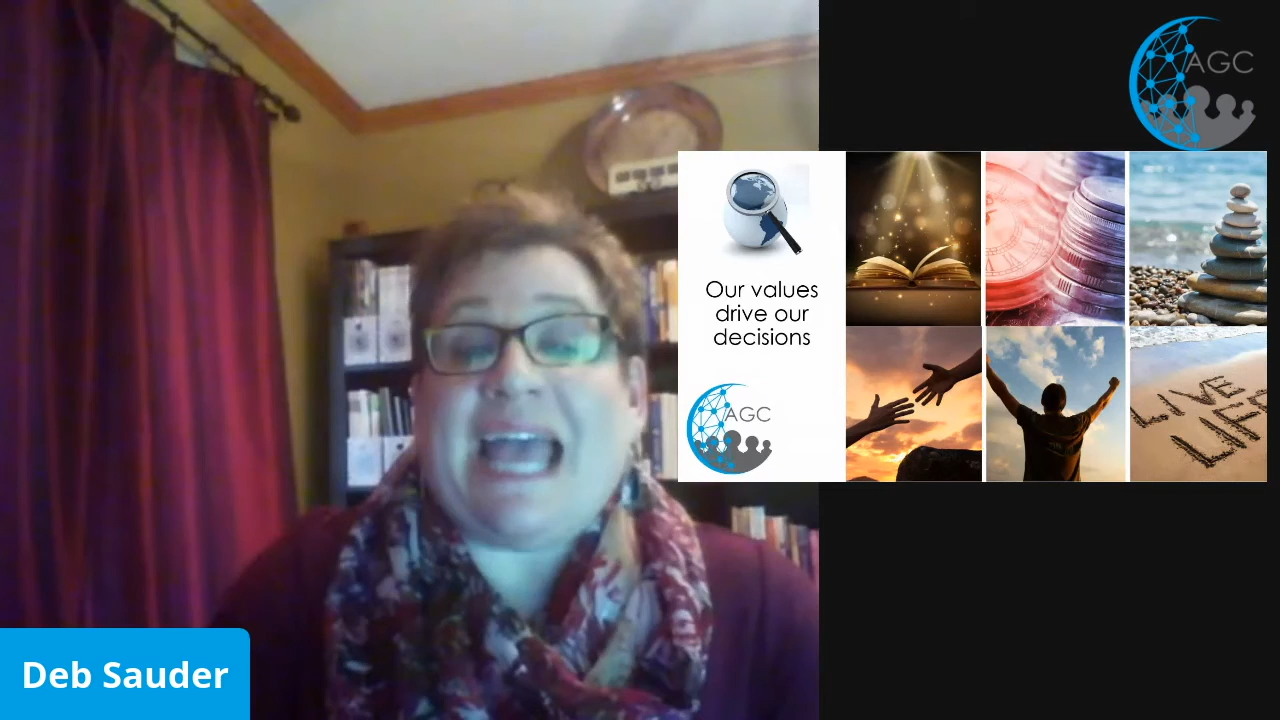 AGC
Our values
drive our
decisions
AGC
LIVE
LIFE
Deb Sauder